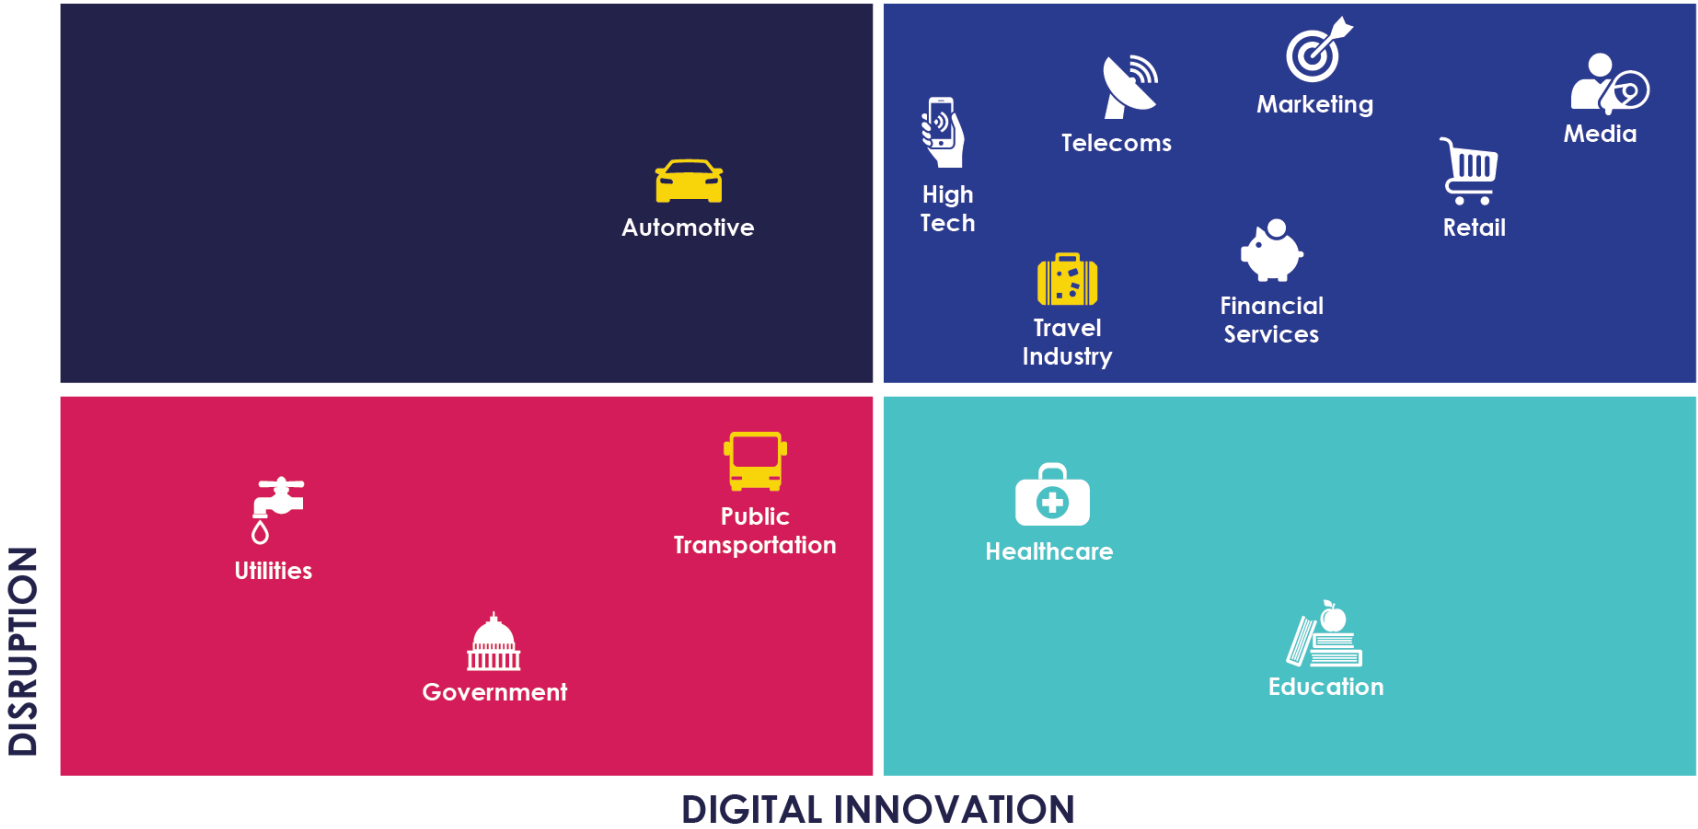 Marketing
Media
Telecoms
High
Tech
Retail
Automotive
Financial
Services
Travel
Industry
Public
Transportation
Utilities
Government
Healthcare
Education
DISRUPTION
DIGITAL INNOVATION